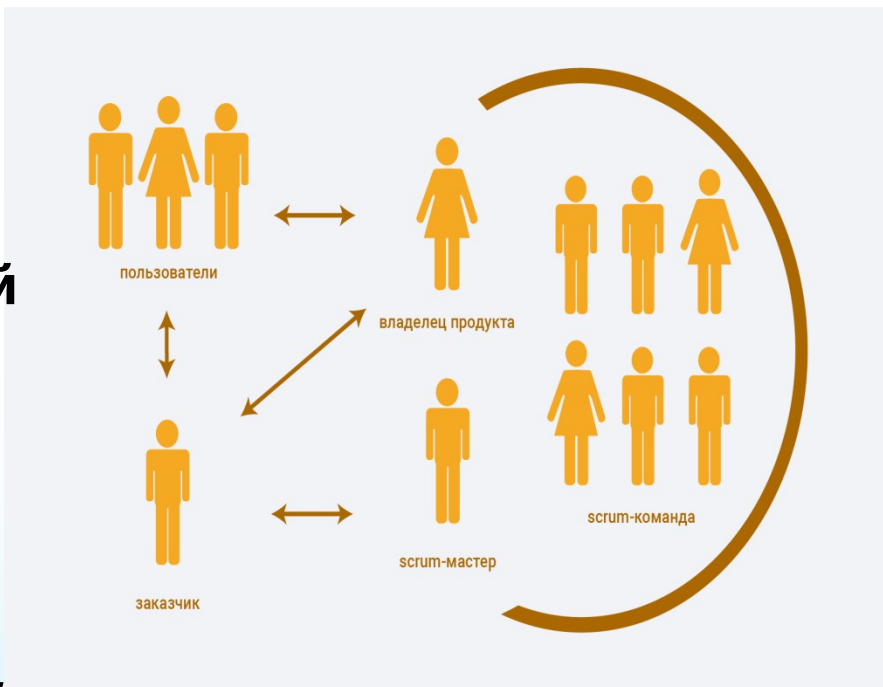 пользователи
й
владелец продукта
scrum-команда
scrum-мастер
заказчик